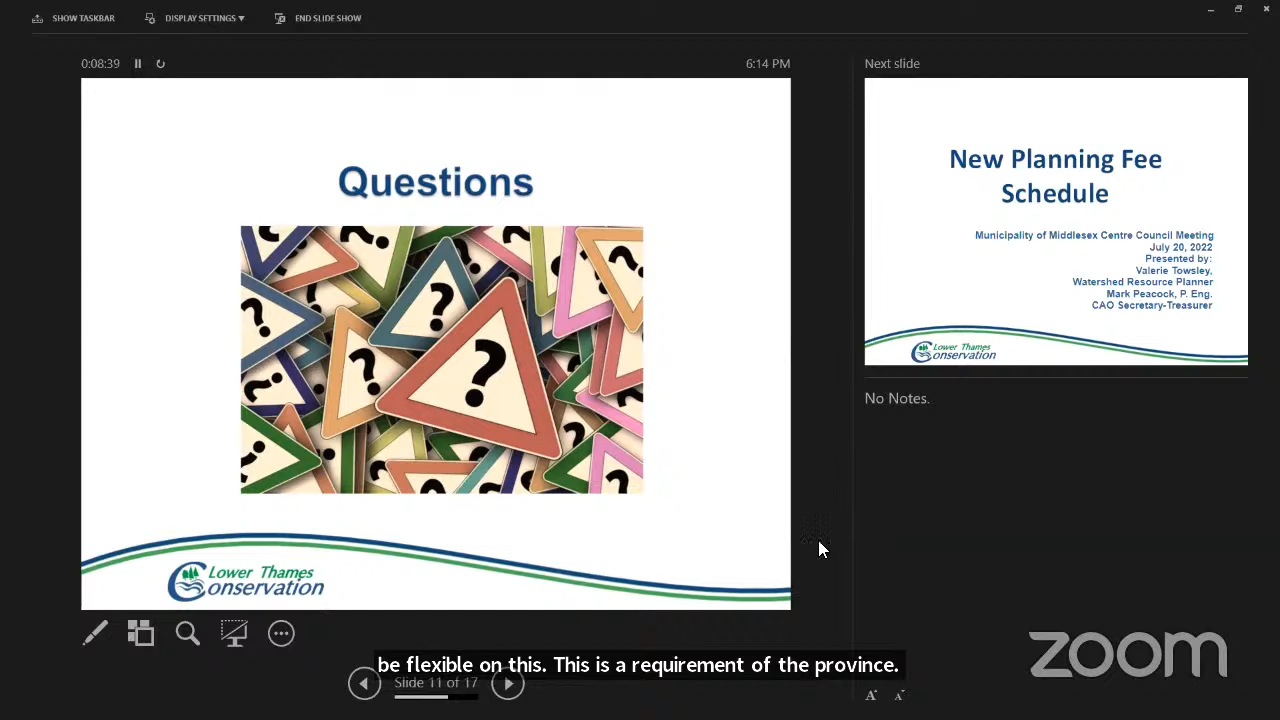 SHOW TASKBAR
DISPLAY SETTINGS ▼
END SLIDE SHOW
0:08:39
6:14 PM
Questions
? ? ? ? ? ? ? ? ? ? ? ? ?
Lower Thames
Conservation
Next slide
New Planning Fee
Schedule
Municipality of Middlesex Centre Council Meeting
July 20, 2022
Presented by:
Valerie Towsley,
Watershed Resource Planner
Mark Peacock, P. Eng.
CAO Secretary-Treasurer
Lower Thames
Conservation
No Notes.
be flexible on this. This is a requirement of the province.
Slide 11 of 17
A A
zoom